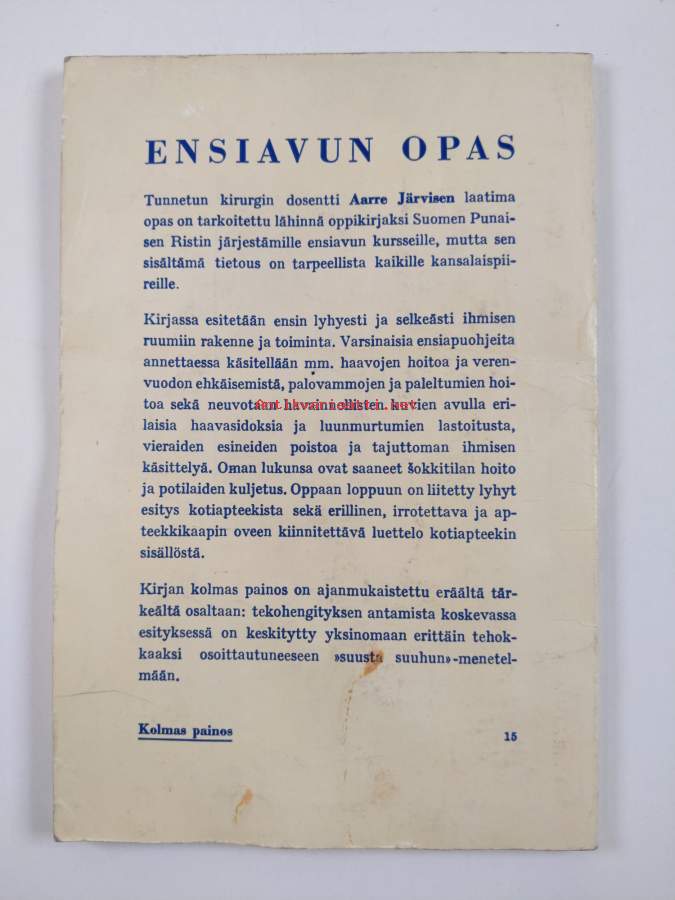 ENSIAVUN OPAS
Tunnetun kirurgin dosentti Aarre Järvisen laatima
opas on tarkoitettu lähinnä oppikirjaksi Suomen Punai-
sen Ristin järjestämille ensiavun kursseille, mutta sen
sisältämä tietous on tarpeellista kaikille kansalaispii-
reille.
Kirjassa esitetään ensin lyhyesti ja selkeästi ihmisen
ruumiin rakenne ja toiminta. Varsinaisia ensiapuohjeita
annettaessa käsitellään mm. haavojen hoitoa ja veren-
vuodon ehkäisemistä, palovammojen ja paleltumien hoi-
toa sekä neuvotaan havainnollisten kuvien avulla eri-
laisia haavasidoksia ja luunmurtumien lastoitusta,
vieraiden esineiden poistoa ja tajuttoman ihmisen
käsittelyä. Oman lukunsa ovat saaneet šokkitilan hoito
ja potilaiden kuljetus. Oppaan loppuun on liitetty lyhyt
esitys kotiapteekista sekä erillinen, irrotettava ja ap-
teekkikaapin oveen kiinnitettävä luettelo kotiapteekin
sisällöstä.
Kirjan kolmas painos on ajanmukaistettu eräältä tär-
keältä osaltaan: tekohengityksen antamista koskevassa
esityksessä on keskitytty yksinomaan erittäin tehok-
kaaksi osoittautuneeseen »suusta suuhun»-menetel-
mään.
Kolmas painos
15